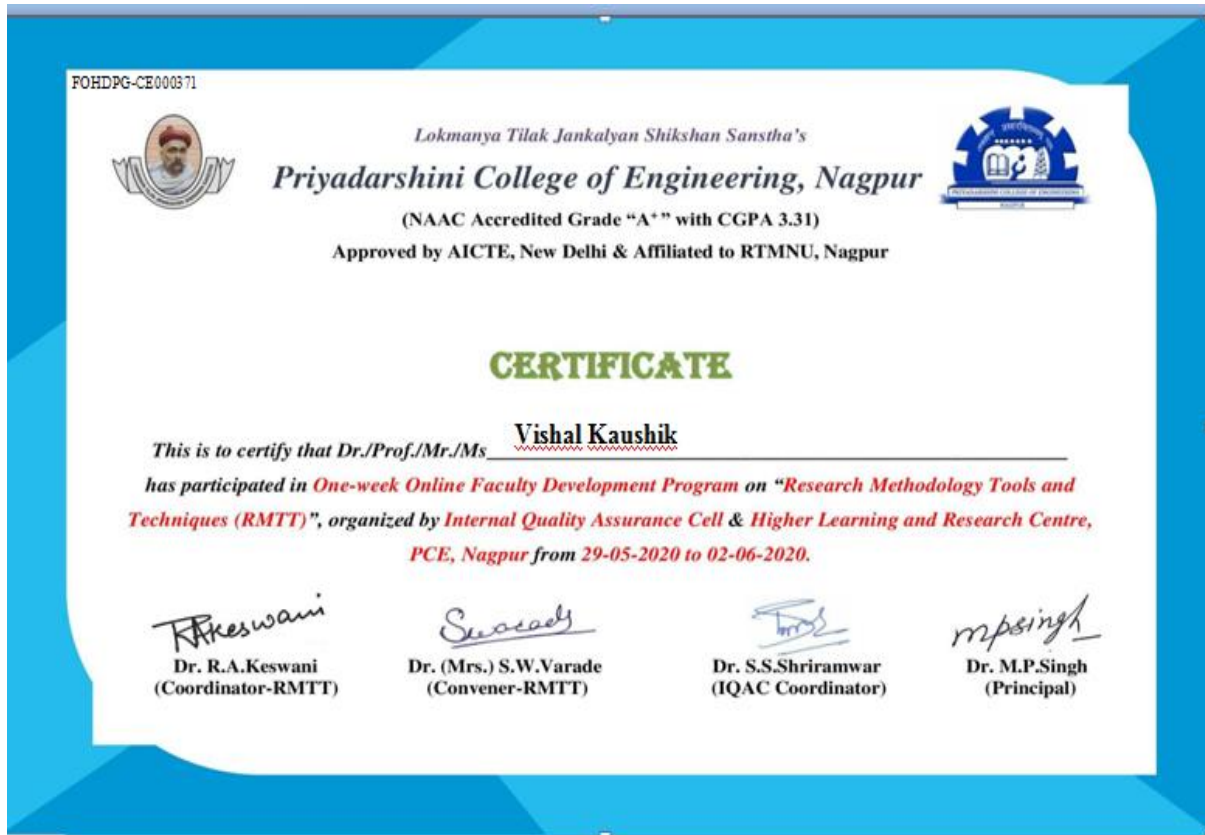 FOHDPG-CE000371
Lokmanya Tilak Jankalyan Shikshan Sanstha's
Priyadarshini College of Engineering, Nagpur
(NAAC Accredited Grade “A+” with CGPA 3.31)
Approved by AICTE, New Delhi & Affiliated to RTMNU, Nagpur
PRIYADARSHINI COLLEGE OF ENGINEERING
NAGPUR
CERTIFICATE
This is to certify that Dr./Prof./Mr./Ms Vishal Kaushik
has participated in One-week Online Faculty Development Program on “Research Methodology Tools and
Techniques (RMTT)”, organized by Internal Quality Assurance Cell & Higher Learning and Research Centre,
PCE, Nagpur from 29-05-2020 to 02-06-2020.
RAKeswani
mpsingh
Dr. R.A.Keswani
(Coordinator-RMTT)
Dr. (Mrs.) S.W.Varade
(Convener-RMTT)
Dr. S.S.Shriramwar
(IQAC Coordinator)
Dr. M.P.Singh
(Principal)